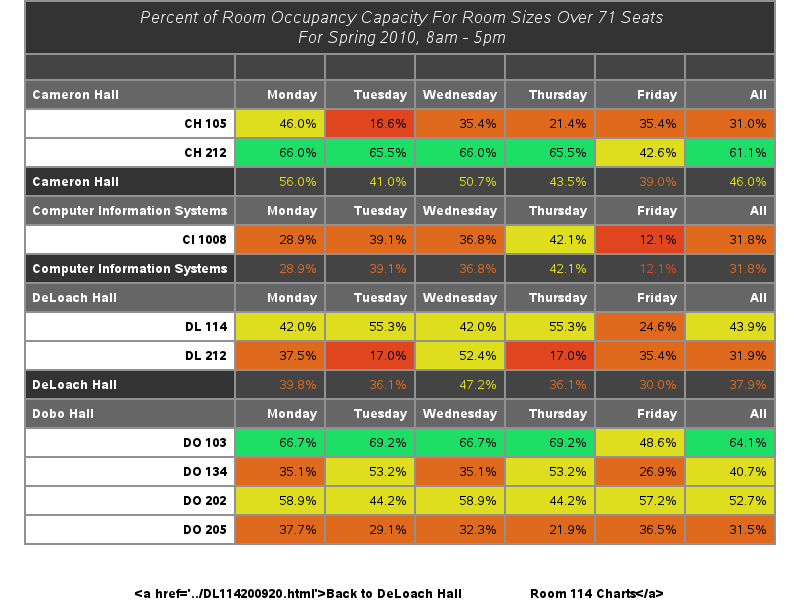 Percent of Room Occupancy Capacity For Room Sizes Over 71 Seats
For Spring 2010, 8am - 5pm
Cameron Hall Monday Tuesday Wednesday Thursday Friday All
CH 105 46.0% 16.6% 35.4% 21.4% 35.4% 31.0%
CH 212 66.0% 65.5% 66.0% 65.5% 42.6% 61.1%
Cameron Hall 56.0% 41.0% 50.7% 43.5% 39.0% 46.0%
Computer Information Systems Monday Tuesday Wednesday Thursday Friday All
CI 1008 28.9% 39.1% 36.8% 42.1% 12.1% 31.8%
Computer Information Systems 28.9% 39.1% 36.8% 42.1% 12.1% 31.8%
DeLoach Hall Monday Tuesday Wednesday Thursday Friday All
DL 114 42.0% 55.3% 42.0% 55.3% 24.6% 43.9%
DL 212 37.5% 17.0% 52.4% 17.0% 35.4% 31.9%
DeLoach Hall 39.8% 36.1% 47.2% 36.1% 30.0% 37.9%
Dobo Hall Monday Tuesday Wednesday Thursday Friday All
DO 103 66.7% 69.2% 66.7% 69.2% 48.6% 64.1%
DO 134 35.1% 53.2% 35.1% 53.2% 26.9% 40.7%
DO 202 58.9% 44.2% 58.9% 44.2% 57.2% 52.7%
DO 205 37.7% 29.1% 32.3% 21.9% 36.5% 31.5%
<a href='../DL114200920.html'>Back to DeLoach Hall Room 114 Charts</a>